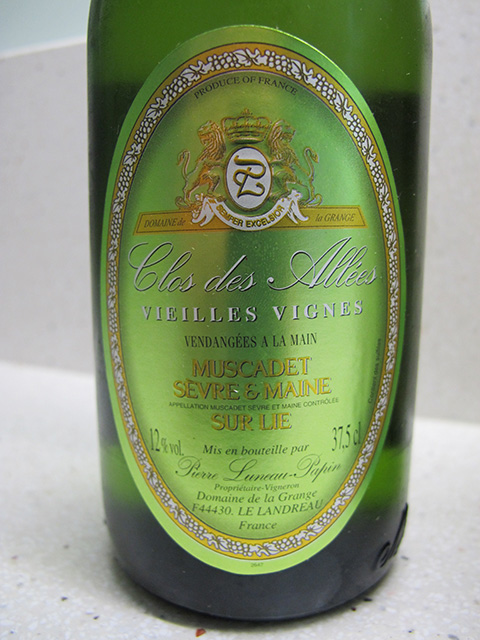 PRODUCE OF FRANCE
SEMPER EXCELSIOR
DOMAINE de la GRANGE
Clos des Allées
VIEILLES VIGNES
VENDANGÉES A LA MAIN
MUSCADET
SÈVRE & MAINE
APPELLATION MUSCADET SÈVRE ET MAINE CONTRÔLÉE
SUR LIE
12% vol. 37,5 cl
Mis en bouteille par
Pierre Luneau-Papin
Propriétaire-Vigneron
Domaine de la Grange
F44430. LE LANDREAU
France